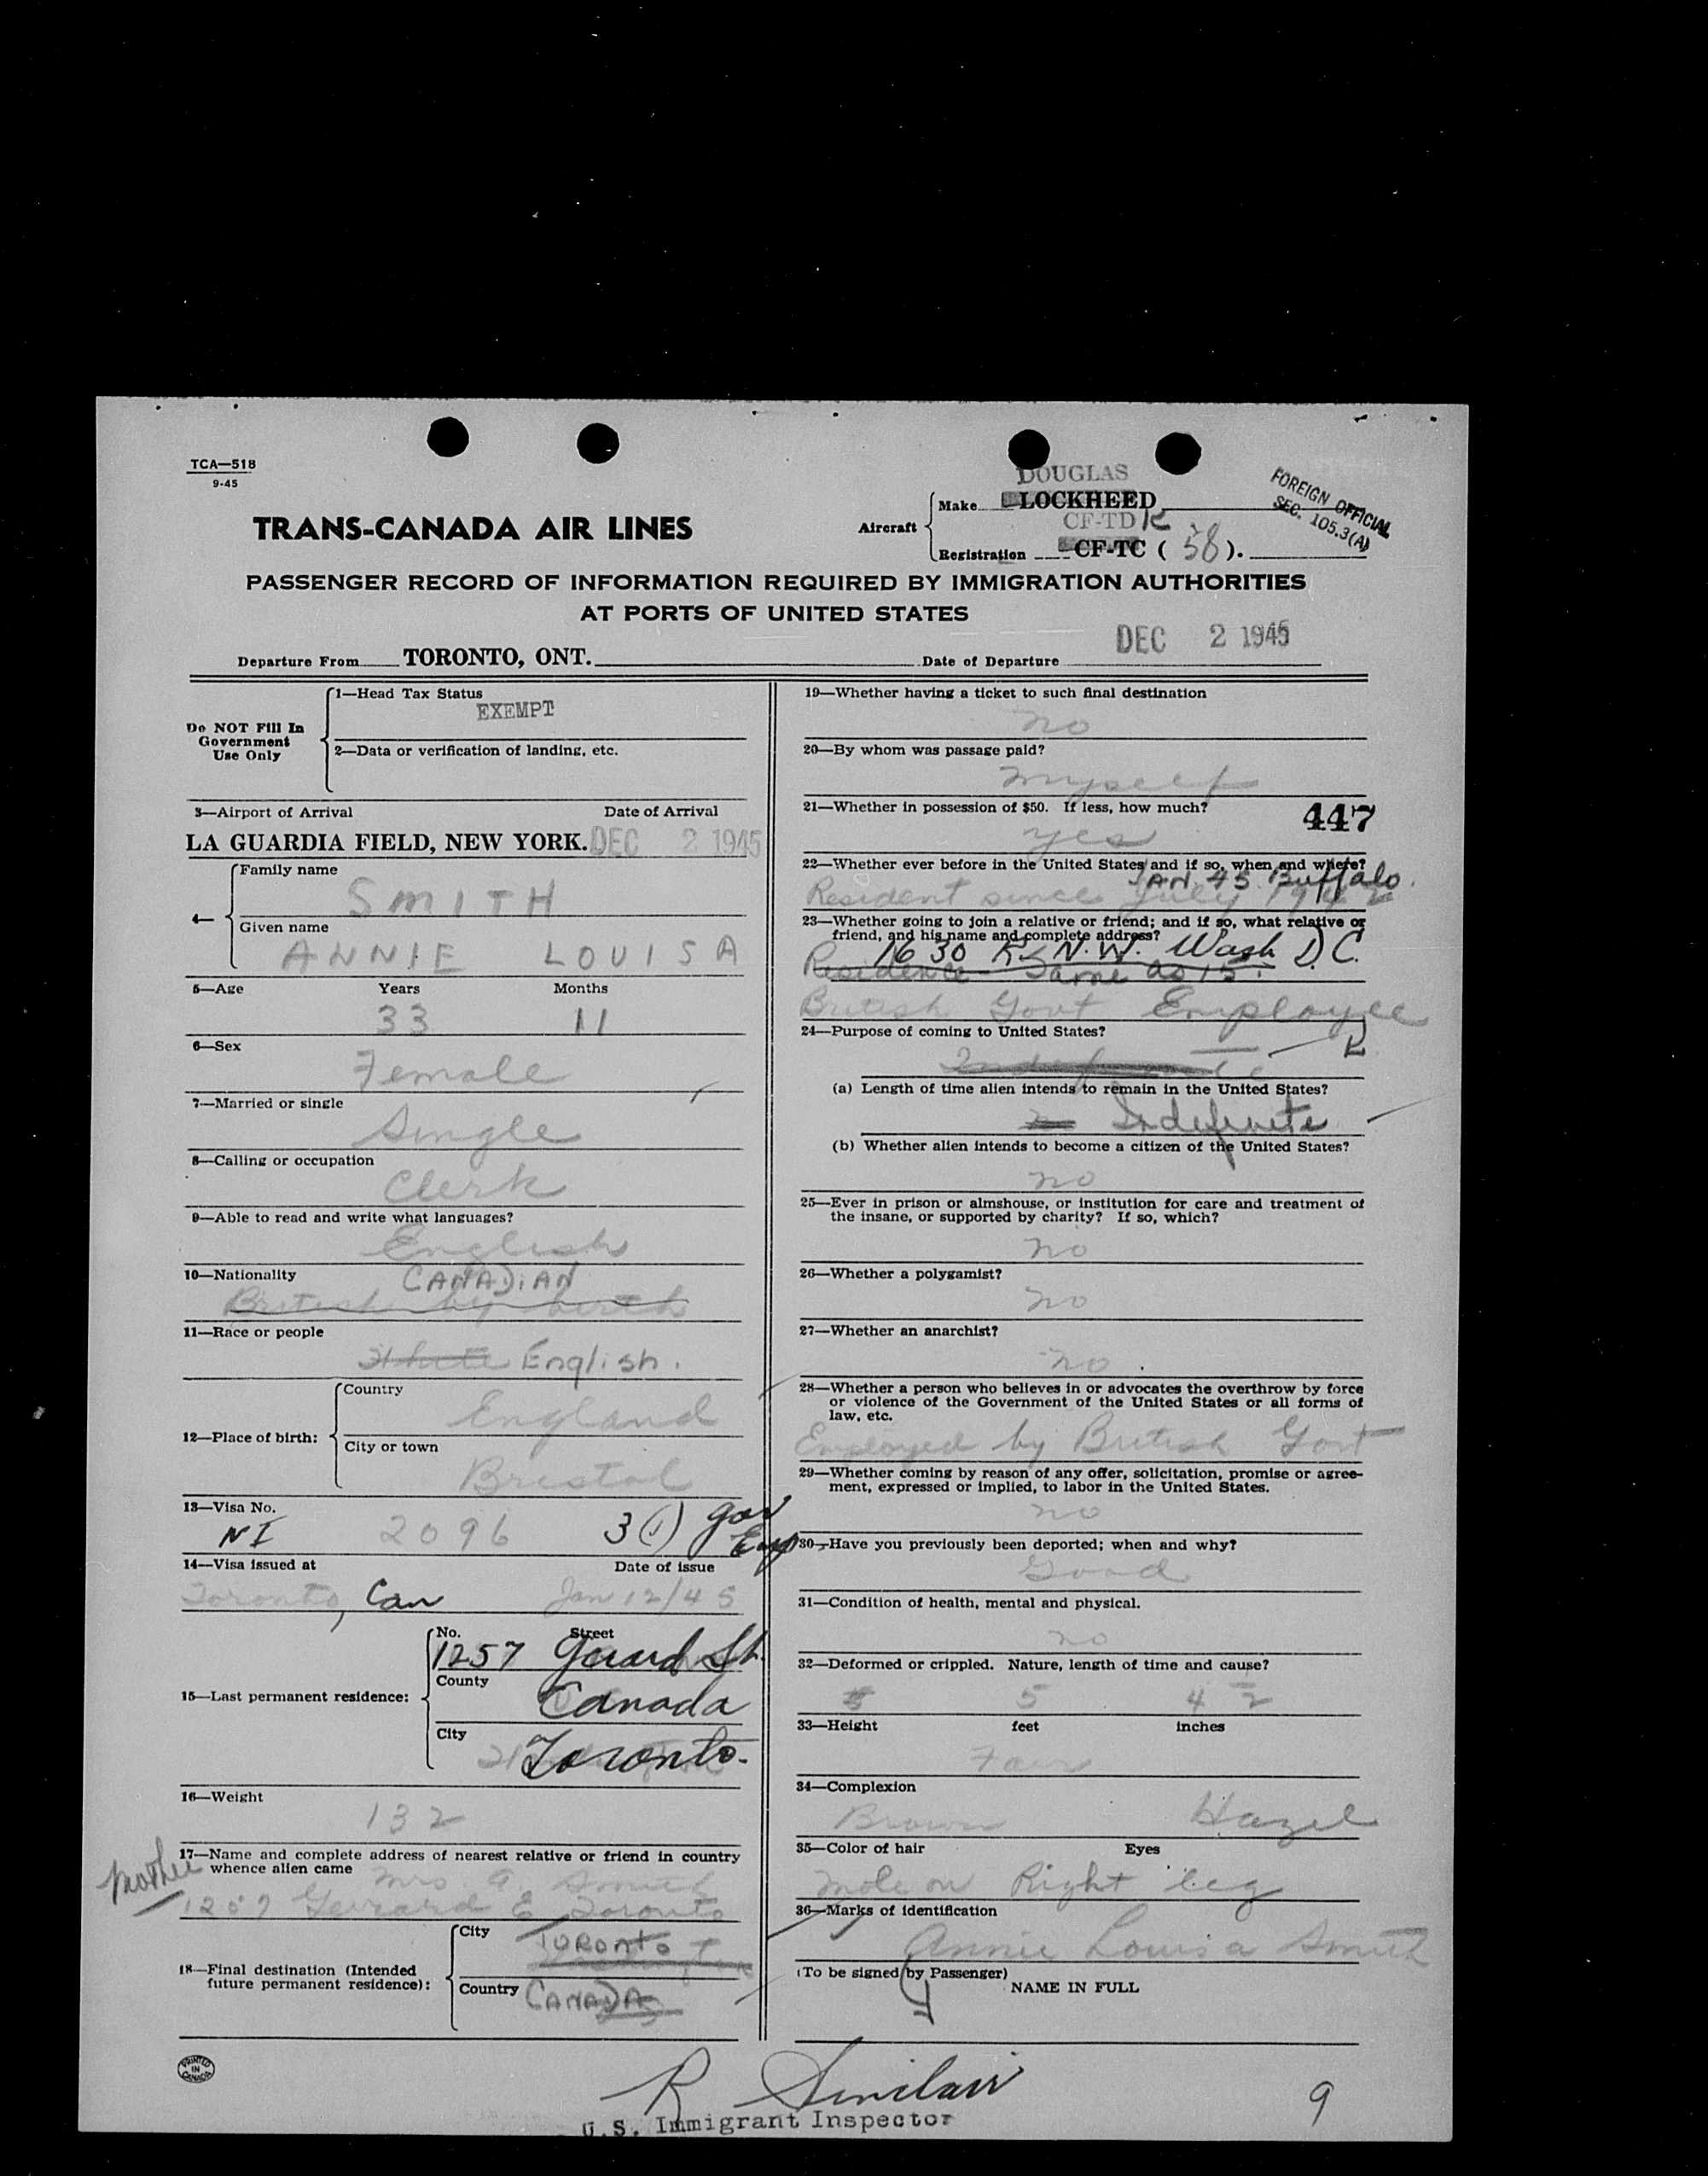 TCA—518
9-45
DOUGLAS
Make LOCKHEED
FOREIGN OFFICIAL
SEC. 105.3(A)
TRANS-CANADA AIR LINES
Aircraft
CF-TD K
Registration CF-TC ( 58 ).
PASSENGER RECORD OF INFORMATION REQUIRED BY IMMIGRATION AUTHORITIES
AT PORTS OF UNITED STATES
Departure From TORONTO, ONT. Date of Departure DEC 2 1945
Do NOT Fill In
Government
Use Only
1—Head Tax Status
EXEMPT
2—Data or verification of landing, etc.
3—Airport of Arrival Date of Arrival
LA GUARDIA FIELD, NEW YORK. DEC 2 1945
4—
Family name
SMITH
Given name
ANNIE LOUISA
5—Age Years Months
33 11
6—Sex
Female
7—Married or single
Single
8—Calling or occupation
Clerk
9—Able to read and write what languages?
English
10—Nationality CANADIAN
British by birth
11—Race or people
White English.
12—Place of birth:
Country
England
City or town
Bristol
13—Visa No.
NI 2096 3(1) gov
Emp
14—Visa issued at Date of issue
Toronto, Can Jan 12/45
15—Last permanent residence:
No. Street
1257 Gerard St.
County
Canada
City
Toronto.
16—Weight
132
17—Name and complete address of nearest relative or friend in country
whence alien came
Mother
Mrs. A. Smith
1257 Gerrard E Toronto
18—Final destination (Intended
future permanent residence):
City TORONTO
Country CANADA
19—Whether having a ticket to such final destination
no
20—By whom was passage paid?
myself
21—Whether in possession of $50. If less, how much? 447
yes
22—Whether ever before in the United States and if so, when and where?
JAN 45 Buffalo.
Resident since July 1942
23—Whether going to join a relative or friend; and if so, what relative or
friend, and his name and complete address?
1630 R. N.W. Wash D.C.
Residence - Same as 15.
British Govt Employee
24—Purpose of coming to United States?
Indefinite
(a) Length of time alien intends to remain in the United States?
Indefinite
(b) Whether alien intends to become a citizen of the United States?
no
25—Ever in prison or almshouse, or institution for care and treatment of
the insane, or supported by charity? If so, which?
no
26—Whether a polygamist?
no
27—Whether an anarchist?
no
28—Whether a person who believes in or advocates the overthrow by force
or violence of the Government of the United States or all forms of
law, etc.
Employed by British Govt
29—Whether coming by reason of any offer, solicitation, promise or agree-
ment, expressed or implied, to labor in the United States.
no
30—Have you previously been deported; when and why?
Good
31—Condition of health, mental and physical.
no
32—Deformed or crippled. Nature, length of time and cause?
5 4
33—Height feet inches
Fair
34—Complexion
Brown Hazel
35—Color of hair Eyes
mole on Right leg
36—Marks of identification
Annie Louisa Smith
(To be signed by Passenger)
NAME IN FULL
PRINTED
IN
CANADA
R Sinclair
U.S. Immigrant Inspector
9